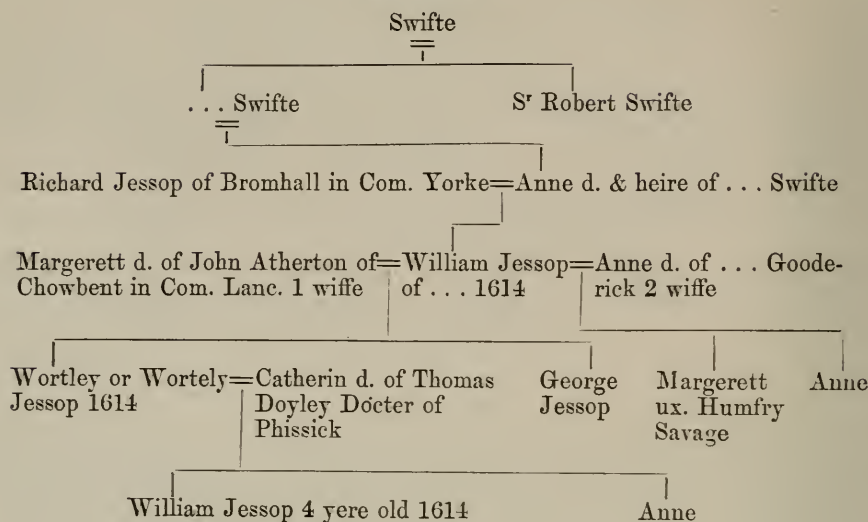 Swifte
. . . Swifte Sʳ Robert Swifte
Richard Jessop of Bromhall in Com. Yorke=Anne d. & heire of . . . Swifte
Margerett d. of John Atherton of=William Jessop=Anne d. of . . . Goode-
Chowbent in Com. Lanc. 1 wiffe of . . . 1614 rick 2 wiffe
Wortley or Wortely=Catherin d. of Thomas George Margerett Anne
Jessop 1614 Doyley Docter of Jessop ux. Humfry
Phissick Savage
William Jessop 4 yere old 1614 Anne